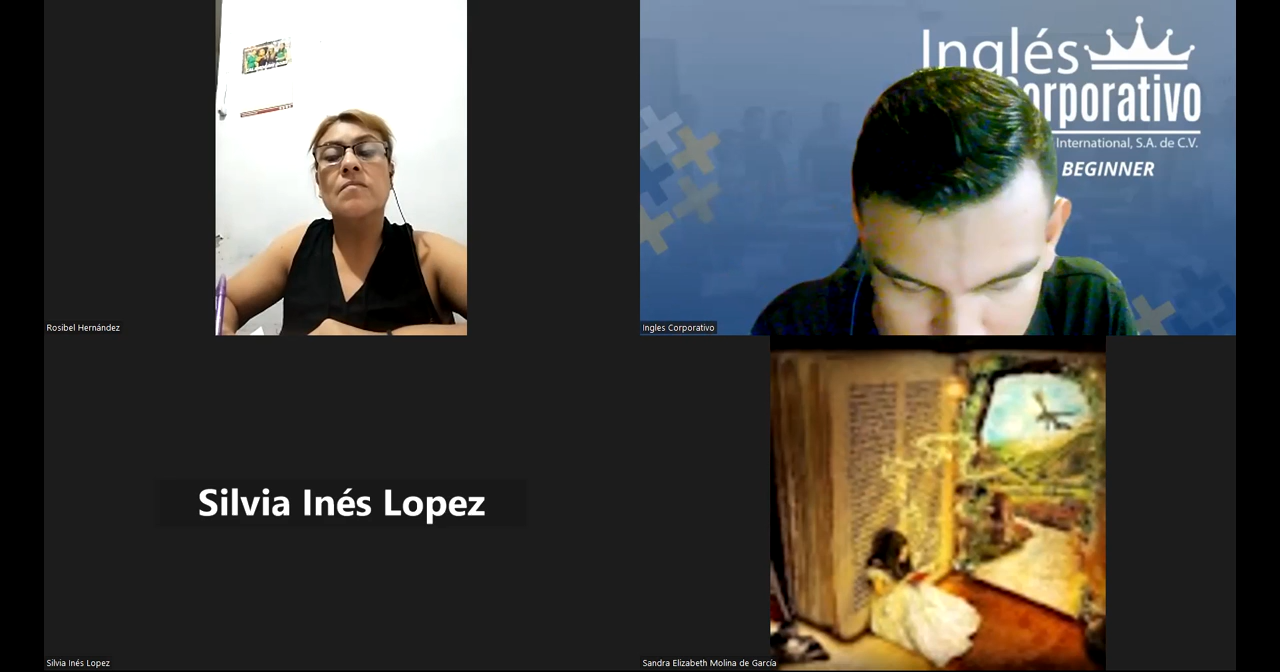 Inglés
Corporativo
International, S.A. de C.V.
BEGINNER
Rosibel Hernández
Ingles Corporativo
Silvia Inés Lopez
Silvia Inés Lopez
Sandra Elizabeth Molina de García